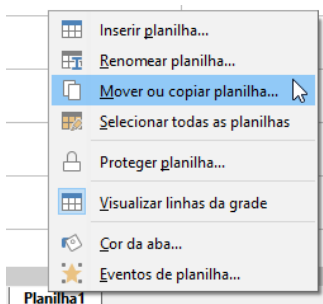 Inserir planilha...
Renomear planilha...
Mover ou copiar planilha...
Selecionar todas as planilhas
Proteger planilha...
Visualizar linhas da grade
Cor da aba...
Eventos de planilha...
Planilha1